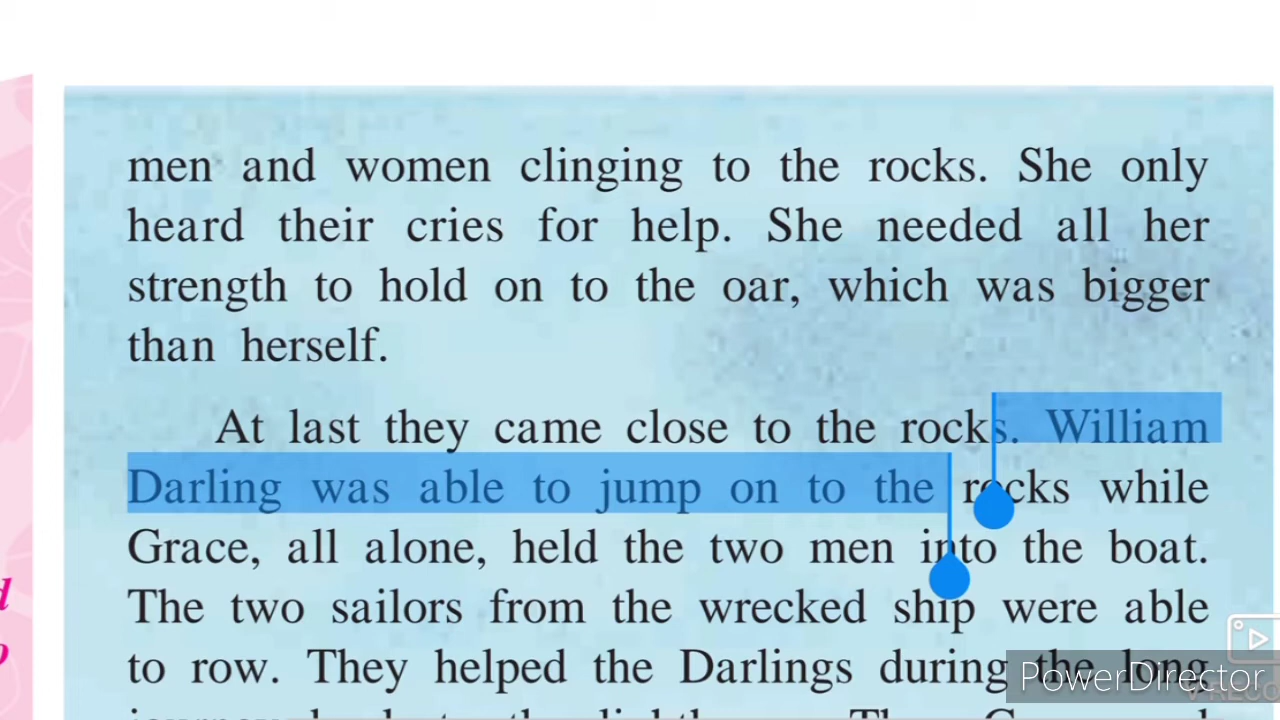 men and women clinging to the rocks. She only
heard their cries for help. She needed all her
strength to hold on to the oar, which was bigger
than herself.
At last they came close to the rocks. William
Darling was able to jump on to the rocks while
Grace, all alone, held the two men into the boat.
The two sailors from the wrecked ship were able
to row. They helped the Darlings during the long
PowerDirector